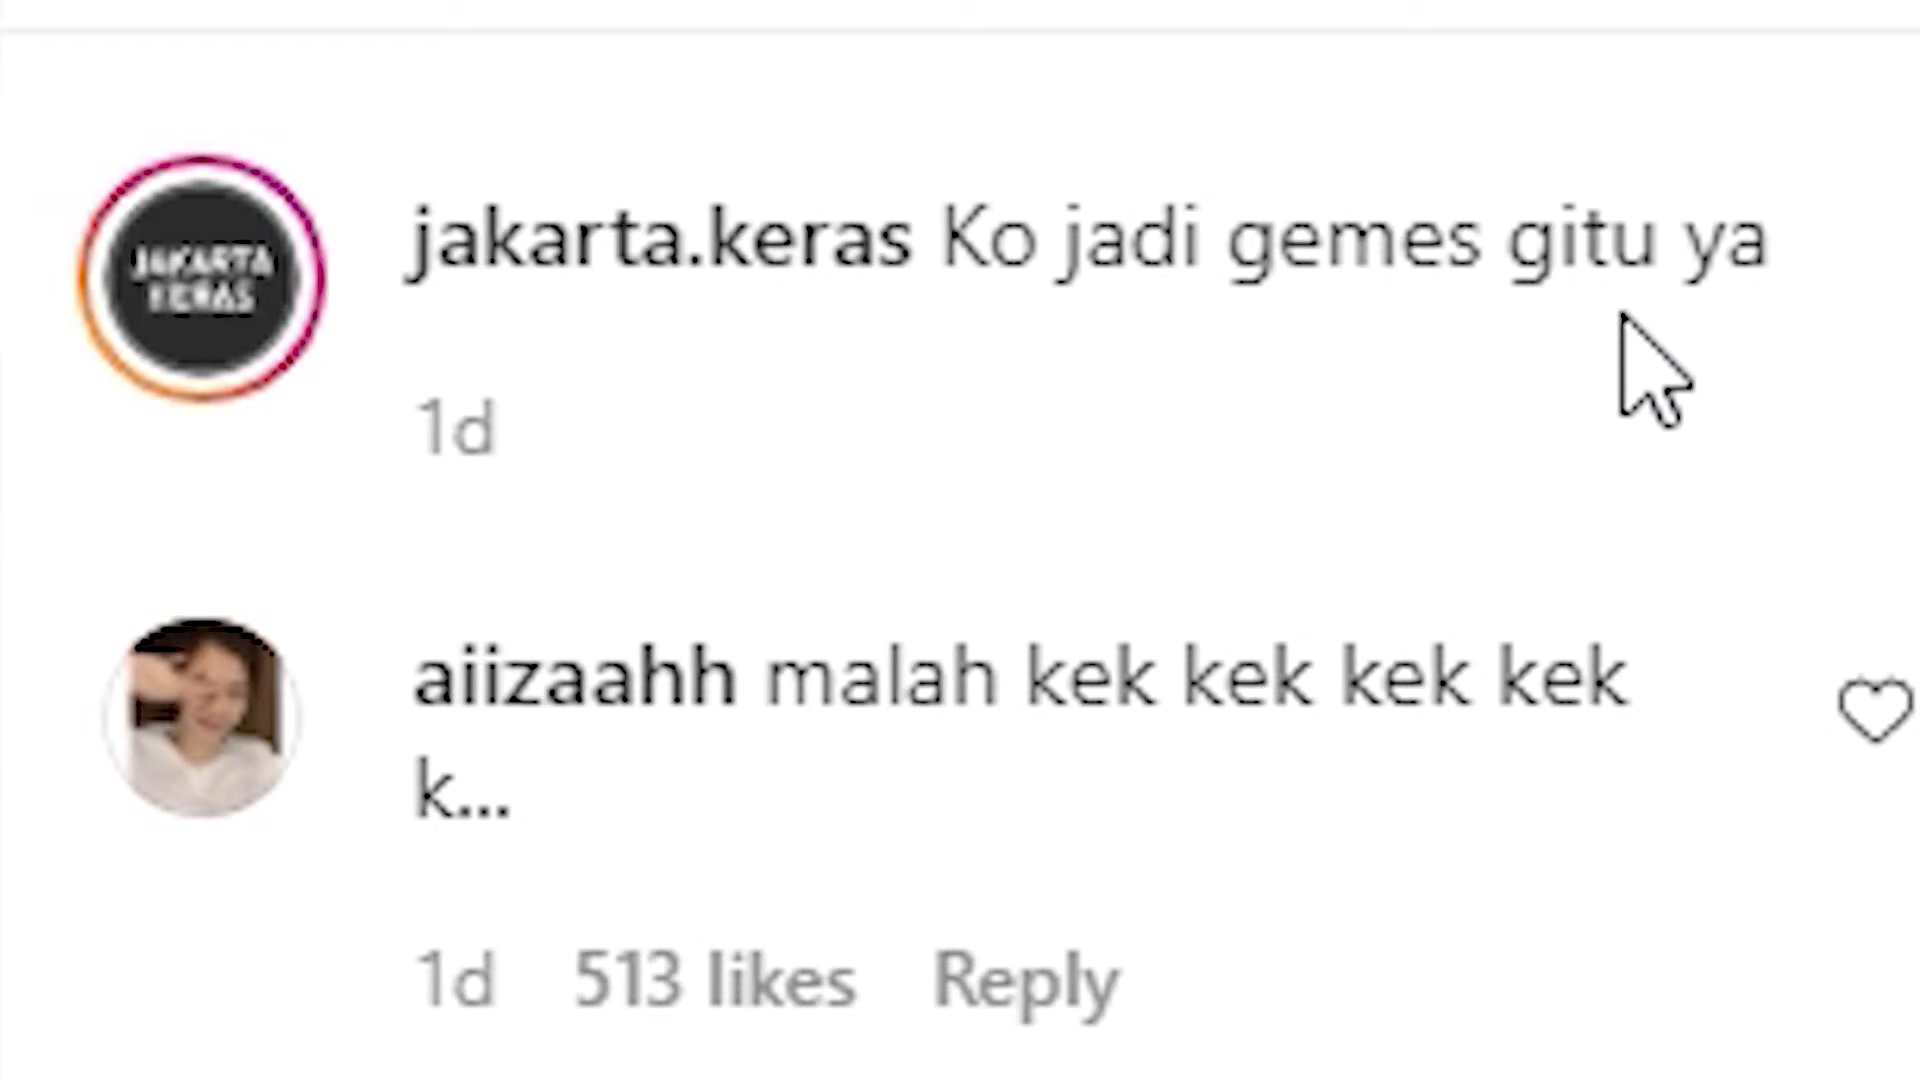 JAKARTA
KERAS
jakarta.keras Ko jadi gemes gitu ya
1d
aiizaahh malah kek kek kek kek
k...
1d 513 likes Reply